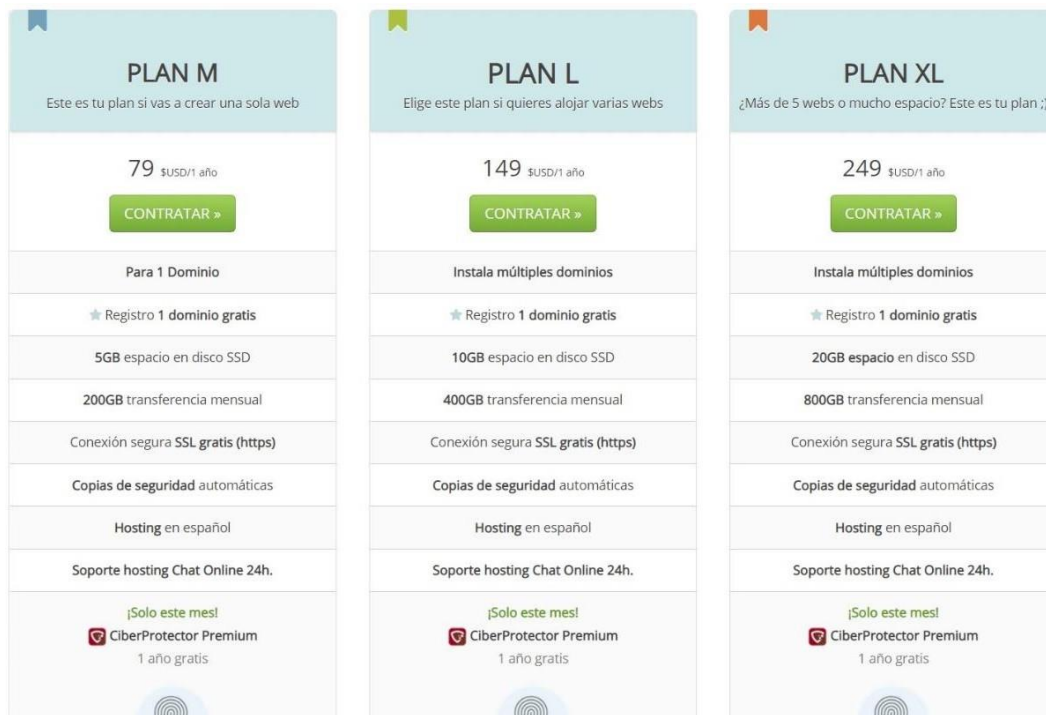 PLAN M
Este es tu plan si vas a crear una sola web
79 $USD/1 año
CONTRATAR »
Para 1 Dominio
Registro 1 dominio gratis
5GB espacio en disco SSD
200GB transferencia mensual
Conexión segura SSL gratis (https)
Copias de seguridad automáticas
Hosting en español
Soporte hosting Chat Online 24h.
¡Solo este mes!
CiberProtector Premium
1 año gratis
PLAN L
Elige este plan si quieres alojar varias webs
149 $USD/1 año
CONTRATAR »
Instala múltiples dominios
Registro 1 dominio gratis
10GB espacio en disco SSD
400GB transferencia mensual
Conexión segura SSL gratis (https)
Copias de seguridad automáticas
Hosting en español
Soporte hosting Chat Online 24h.
¡Solo este mes!
CiberProtector Premium
1 año gratis
PLAN XL
¿Más de 5 webs o mucho espacio? Este es tu plan ;)
249 $USD/1 año
CONTRATAR »
Instala múltiples dominios
Registro 1 dominio gratis
20GB espacio en disco SSD
800GB transferencia mensual
Conexión segura SSL gratis (https)
Copias de seguridad automáticas
Hosting en español
Soporte hosting Chat Online 24h.
¡Solo este mes!
CiberProtector Premium
1 año gratis